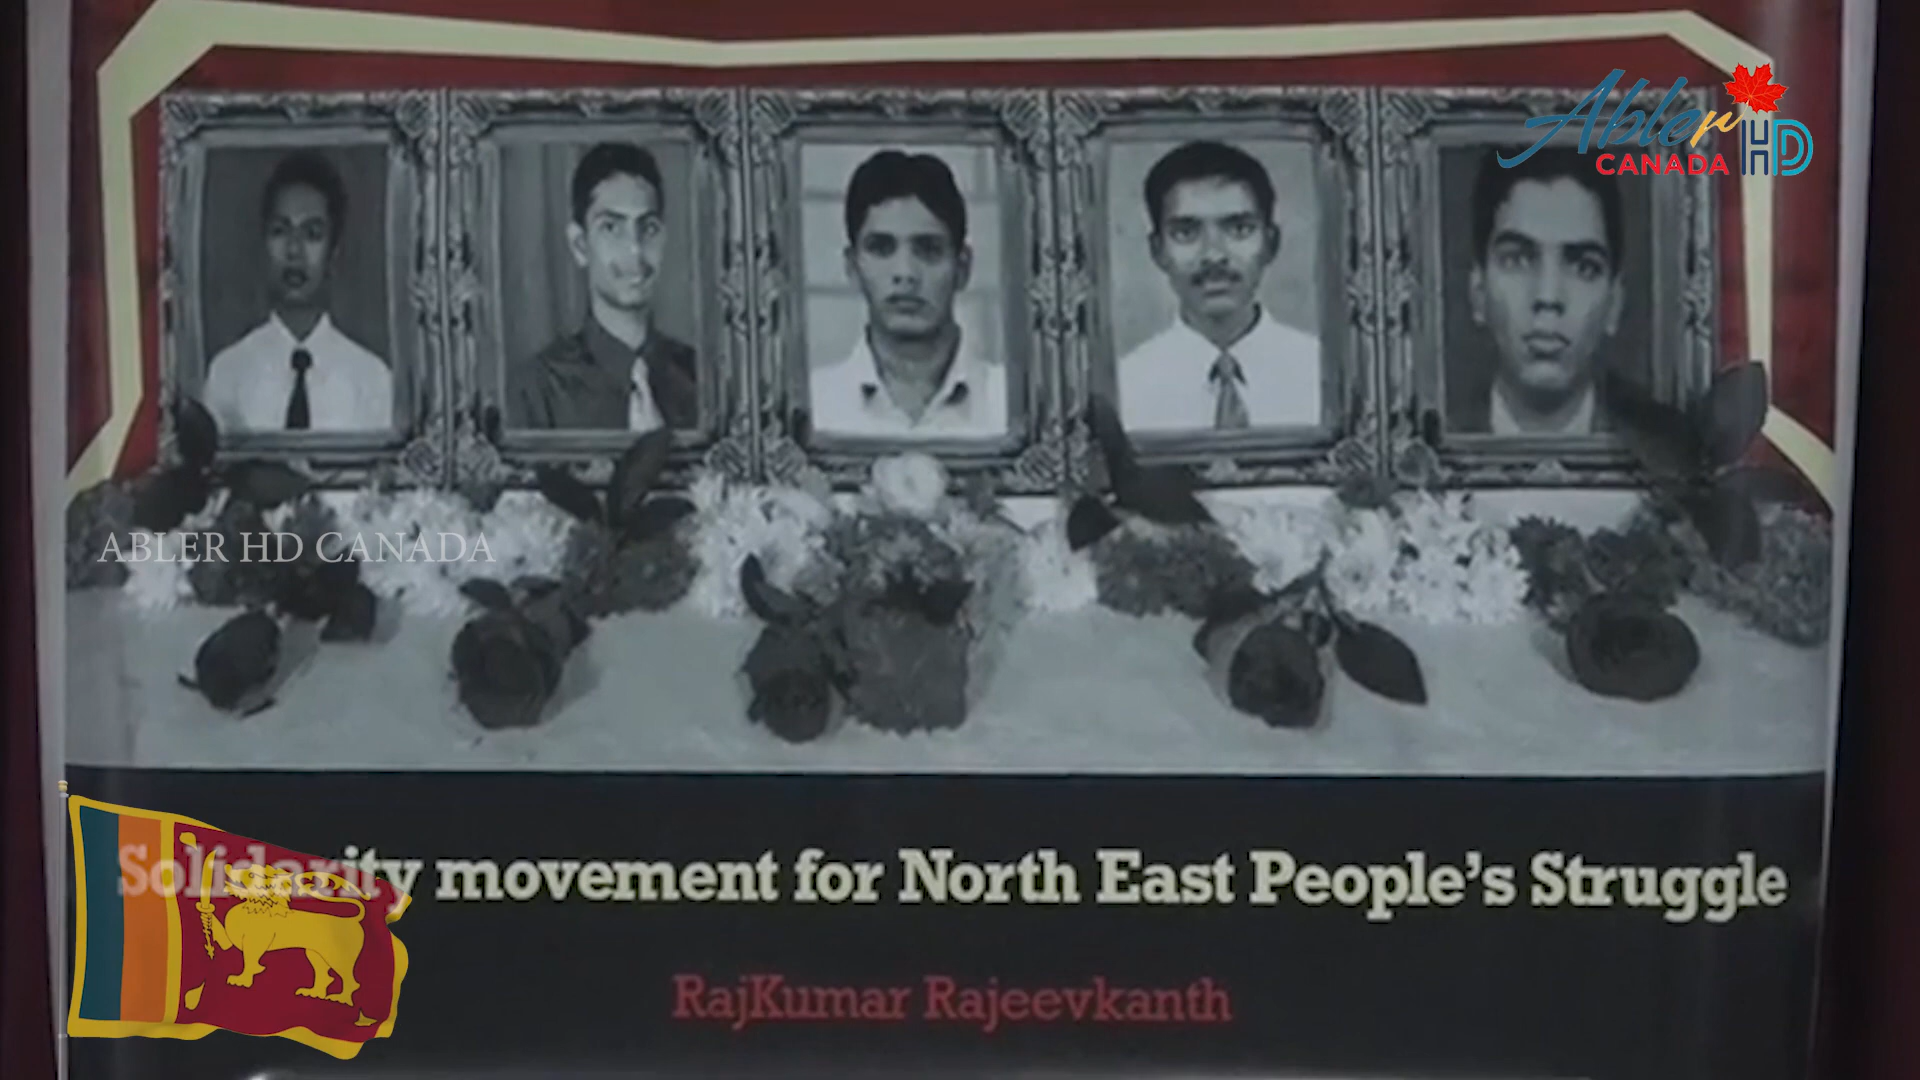 Abler
CANADA HD
ABLER HD CANADA
Solidarity movement for North East People's Struggle
RajKumar Rajeevkanth